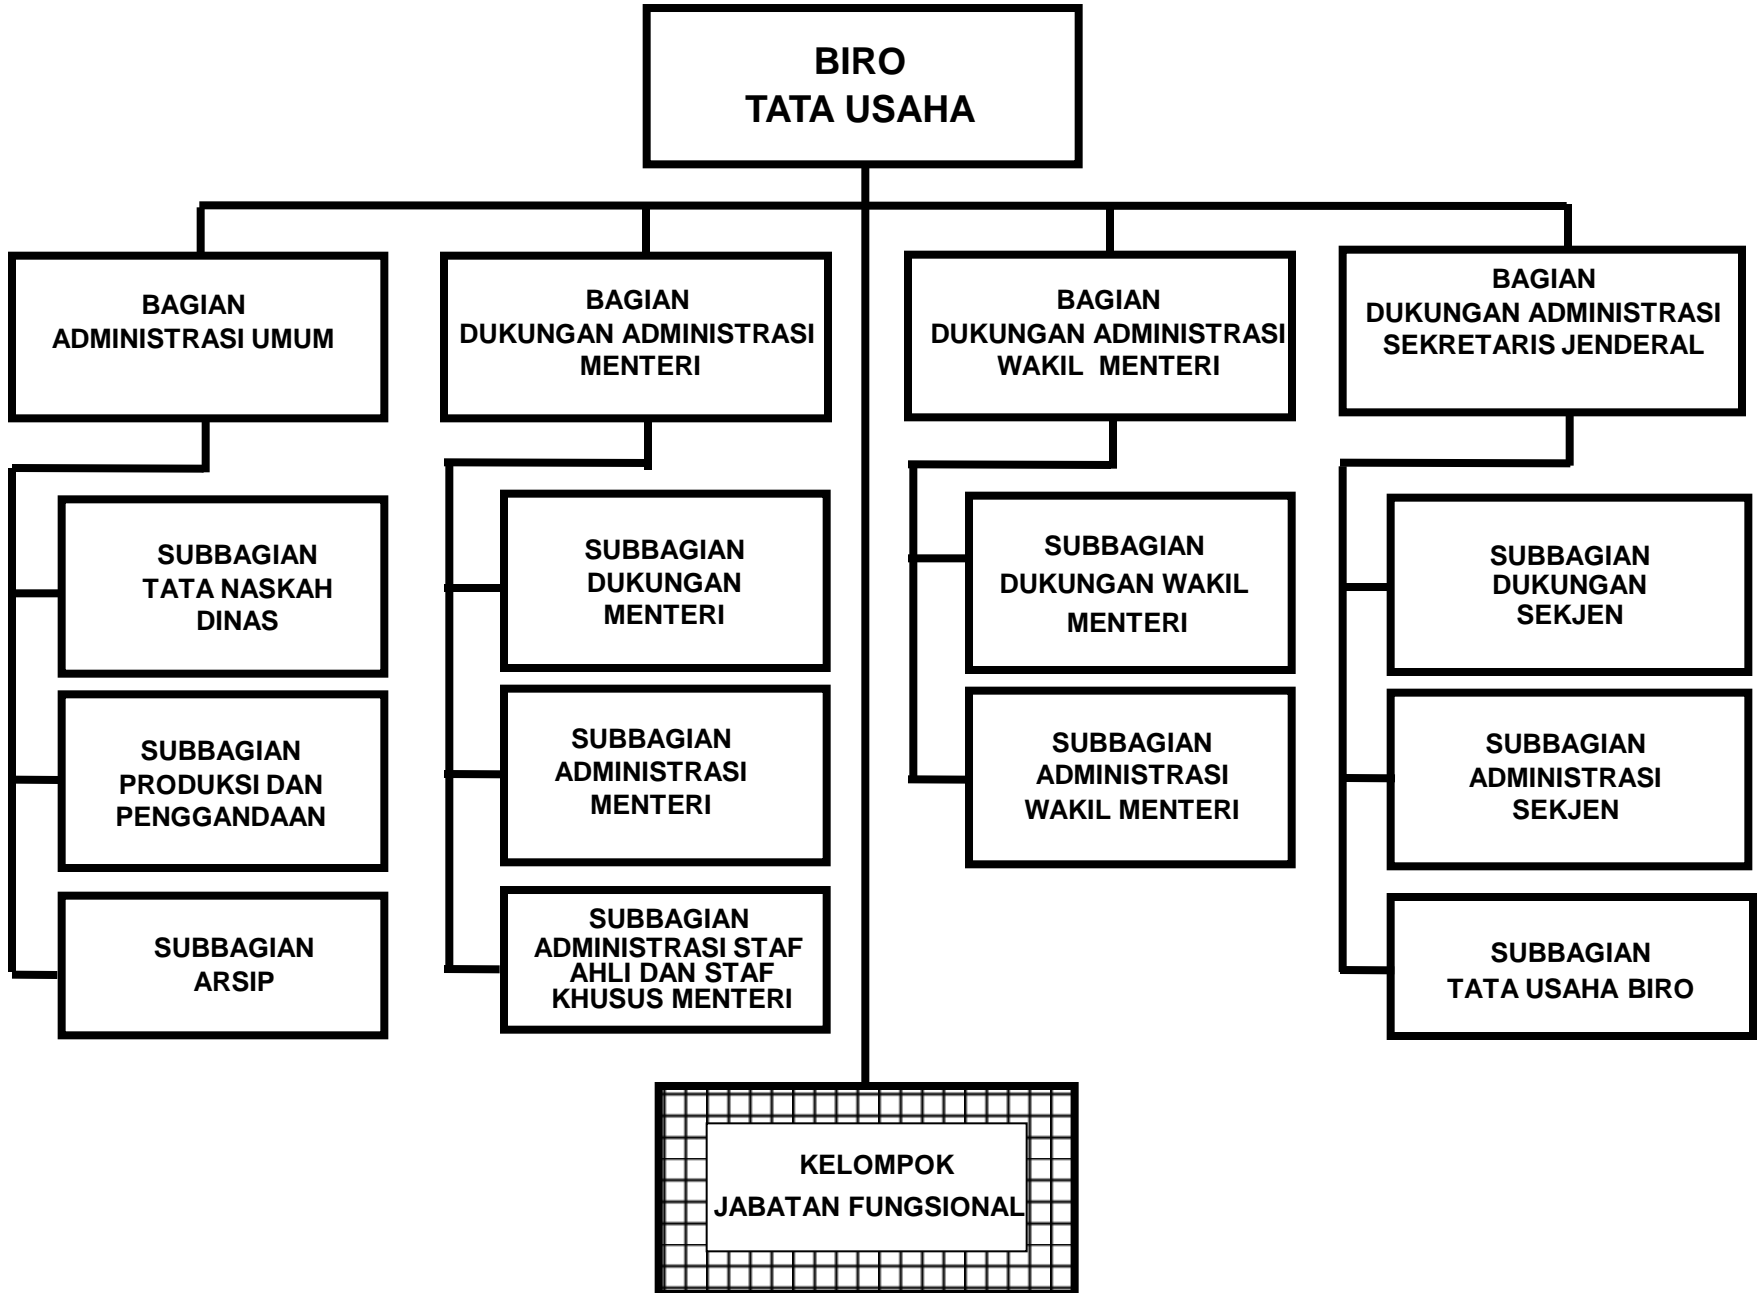 BIRO
TATA USAHA
BAGIAN
ADMINISTRASI UMUM
BAGIAN
DUKUNGAN ADMINISTRASI
MENTERI
BAGIAN
DUKUNGAN ADMINISTRASI
WAKIL MENTERI
BAGIAN
DUKUNGAN ADMINISTRASI
SEKRETARIS JENDERAL
SUBBAGIAN
TATA NASKAH
DINAS
SUBBAGIAN
DUKUNGAN
MENTERI
SUBBAGIAN
DUKUNGAN WAKIL
MENTERI
SUBBAGIAN
DUKUNGAN
SEKJEN
SUBBAGIAN
PRODUKSI DAN
PENGGANDAAN
SUBBAGIAN
ADMINISTRASI
MENTERI
SUBBAGIAN
ADMINISTRASI
WAKIL MENTERI
SUBBAGIAN
ADMINISTRASI
SEKJEN
SUBBAGIAN
ARSIP
SUBBAGIAN
ADMINISTRASI STAF
AHLI DAN STAF
KHUSUS MENTERI
SUBBAGIAN
TATA USAHA BIRO
KELOMPOK
JABATAN FUNGSIONAL